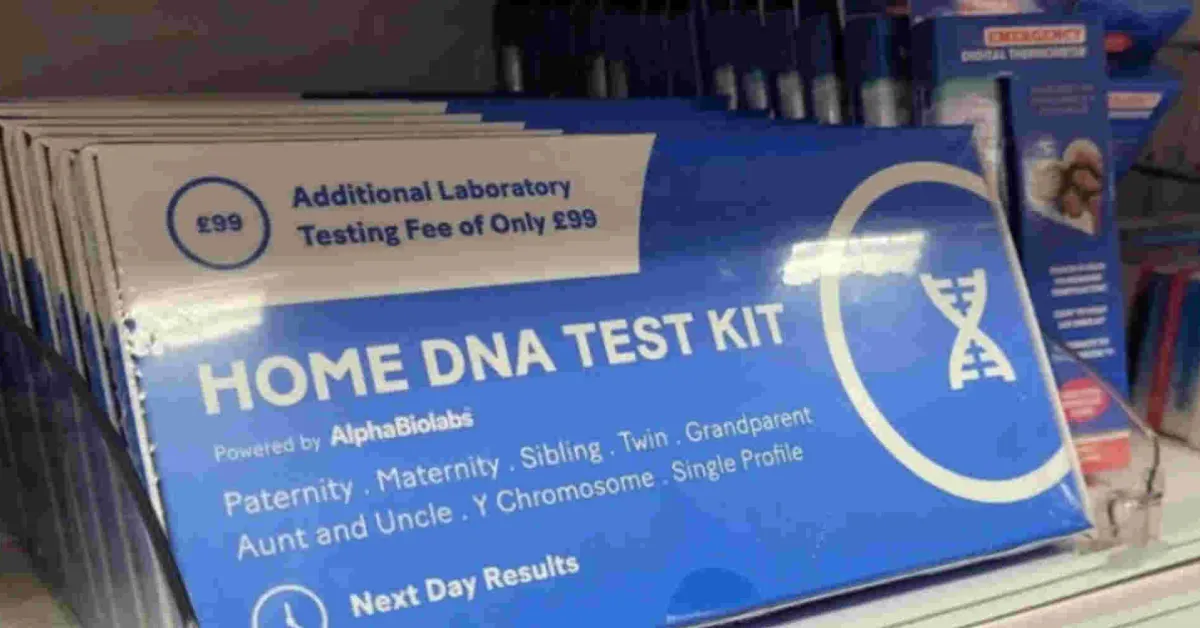 £99
Additional Laboratory
Testing Fee of Only £99
HOME DNA TEST KIT
Powered by AlphaBiolabs
Paternity . Maternity . Sibling . Twin . Grandparent
Aunt and Uncle . Y Chromosome . Single Profile
Next Day Results
EMERGENCY
DIGITAL THERMOMETER